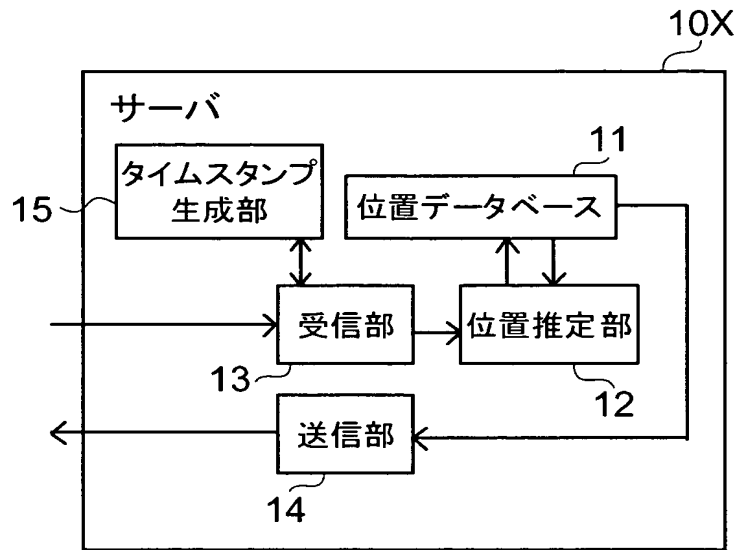 10X
サーバ
11
タイムスタンプ
生成部
15
位置データベース
受信部
13
位置推定部
12
送信部
14